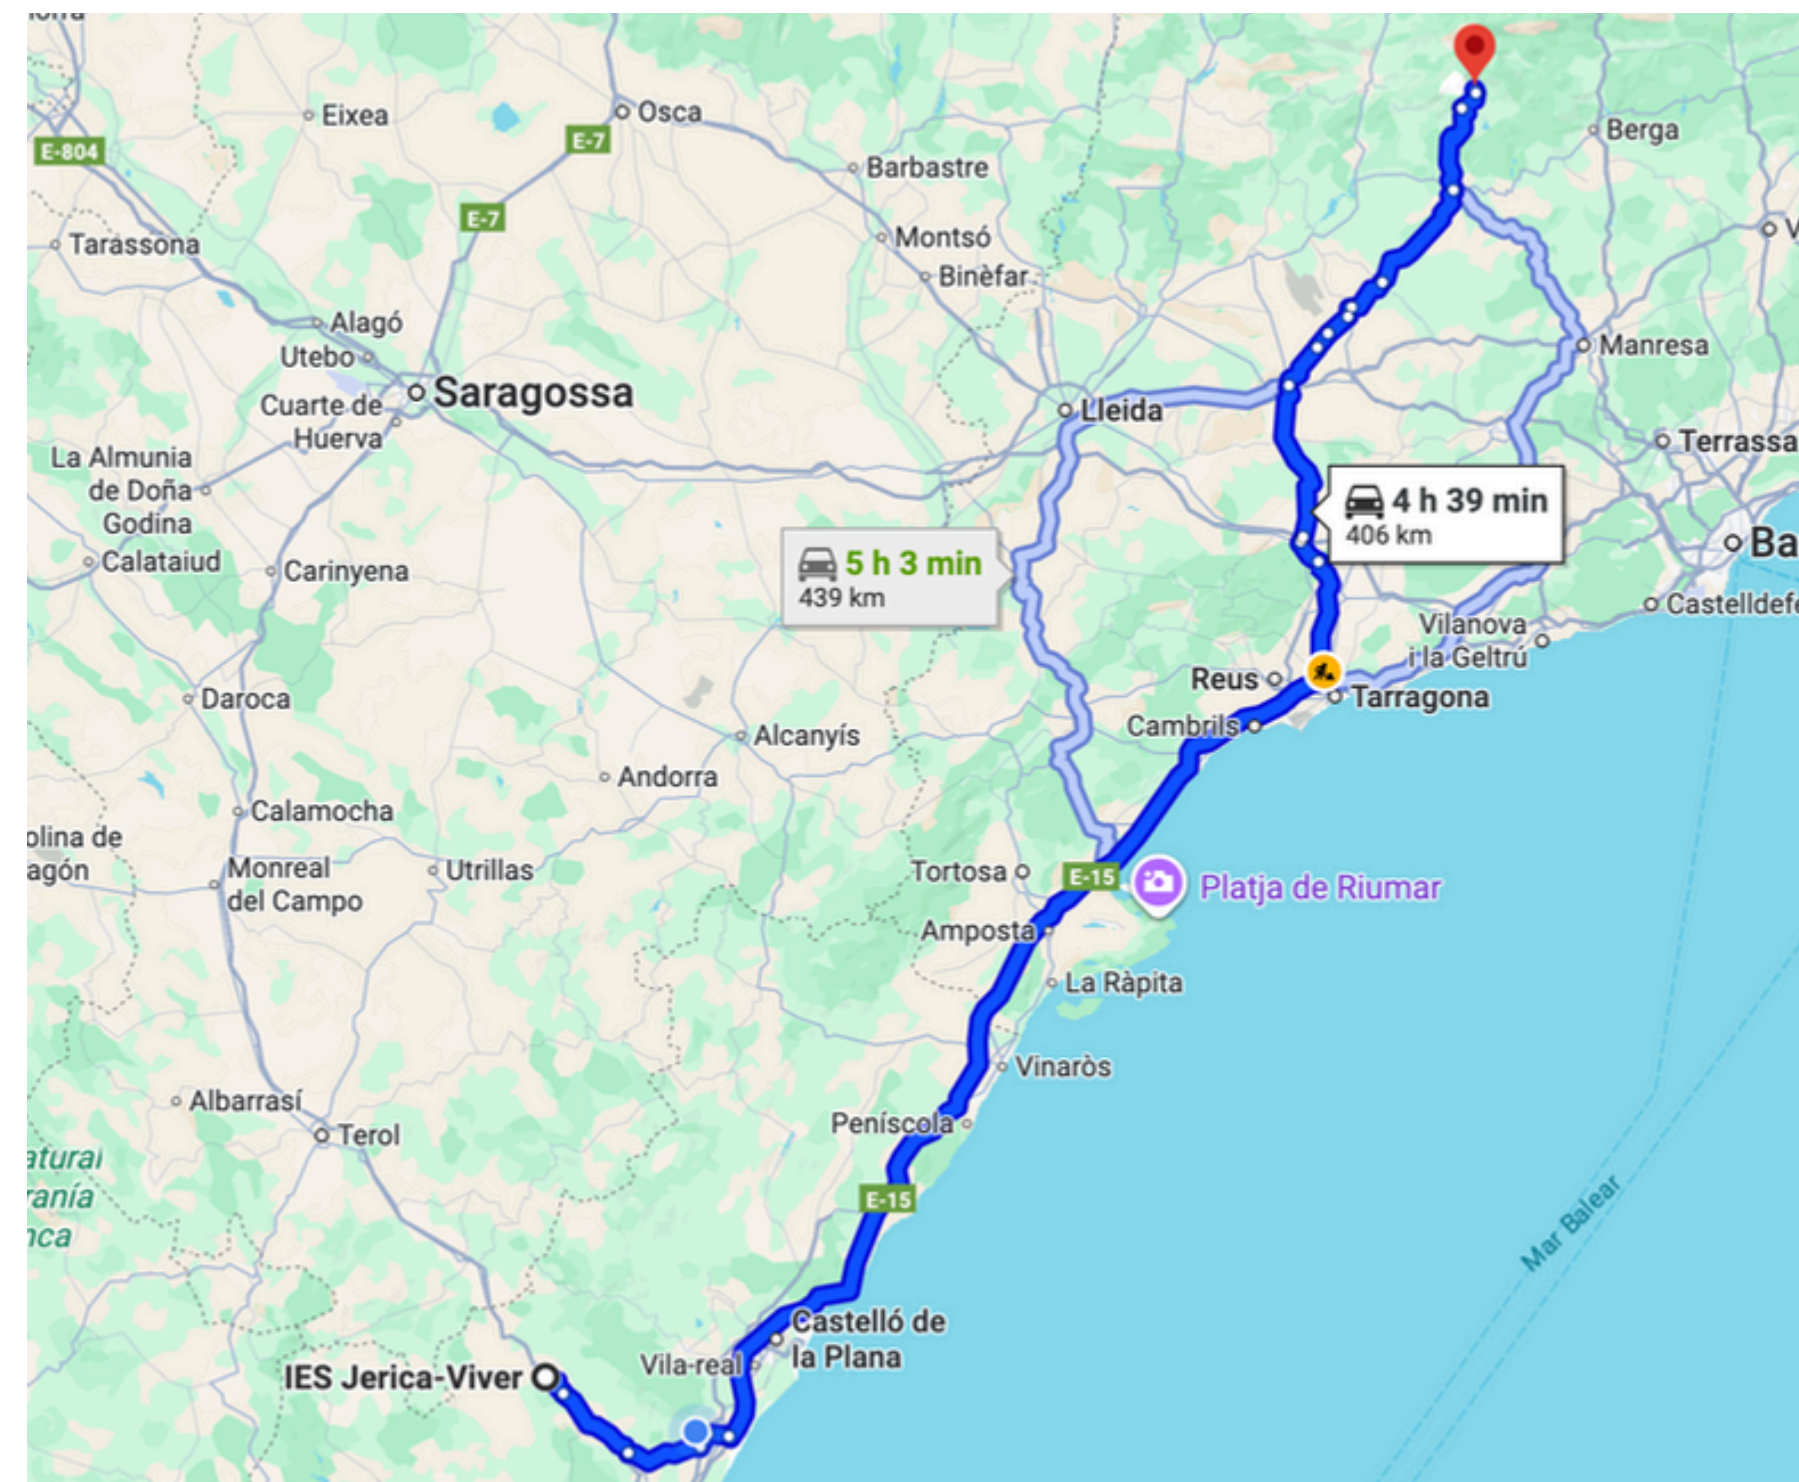 Eixea
Osca
E-7
E-804
Berga
Barbastre
E-7
Tarassona
Montsó
Binèfar
Alagó
Utebo
Manresa
Saragossa
Cuarte de
Huerva
Lleida
Terrassa
La Almunia
de Doña
Godina
4 h 39 min
406 km
Calataiud
Carinyena
5 h 3 min
439 km
Ba
Castelldefe
Vilanova
i la Geltrú
Reus
Tarragona
Daroca
Cambrils
Alcanyís
Andorra
Calamocha
olina de
agón
Monreal
del Campo
Utrillas
Tortosa
E-15
Platja de Riumar
Amposta
La Ràpita
Vinaròs
Albarrasí
Peníscola
Terol
atural
ranía
nca
E-15
Mar Balear
Castelló de
la Plana
Vila-real
IES Jerica-Viver